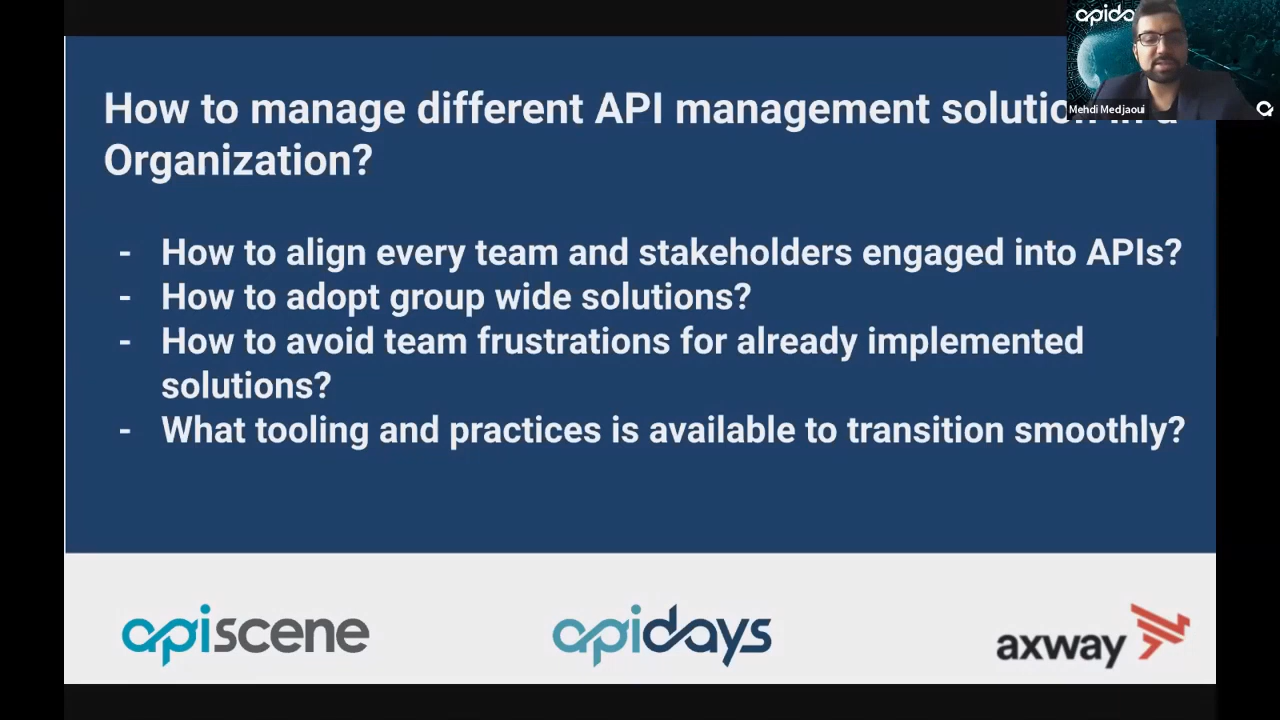 apido
Mehdi Medjaoui
How to manage different API management solution in a
Organization?
- How to align every team and stakeholders engaged into APIs?
- How to adopt group wide solutions?
- How to avoid team frustrations for already implemented
solutions?
- What tooling and practices is available to transition smoothly?
apiscene
apidays
axway